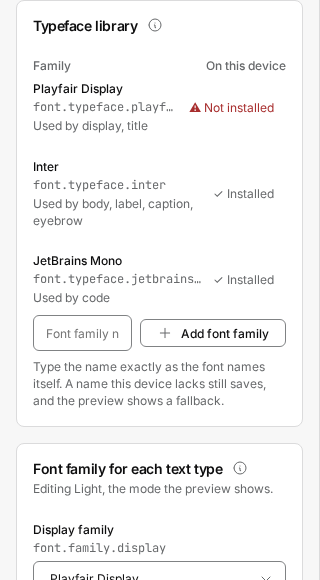 Typeface library
Family
On this device
Playfair Display
font.typeface.playf…
Not installed
Used by display, title
Inter
font.typeface.inter
Used by body, label, caption,
eyebrow
Installed
JetBrains Mono
font.typeface.jetbrains…
Installed
Used by code
Font family n
Add font family
Type the name exactly as the font names
itself. A name this device lacks still saves,
and the preview shows a fallback.
Font family for each text type
Editing Light, the mode the preview shows.
Display family
font.family.display
Playfair Display